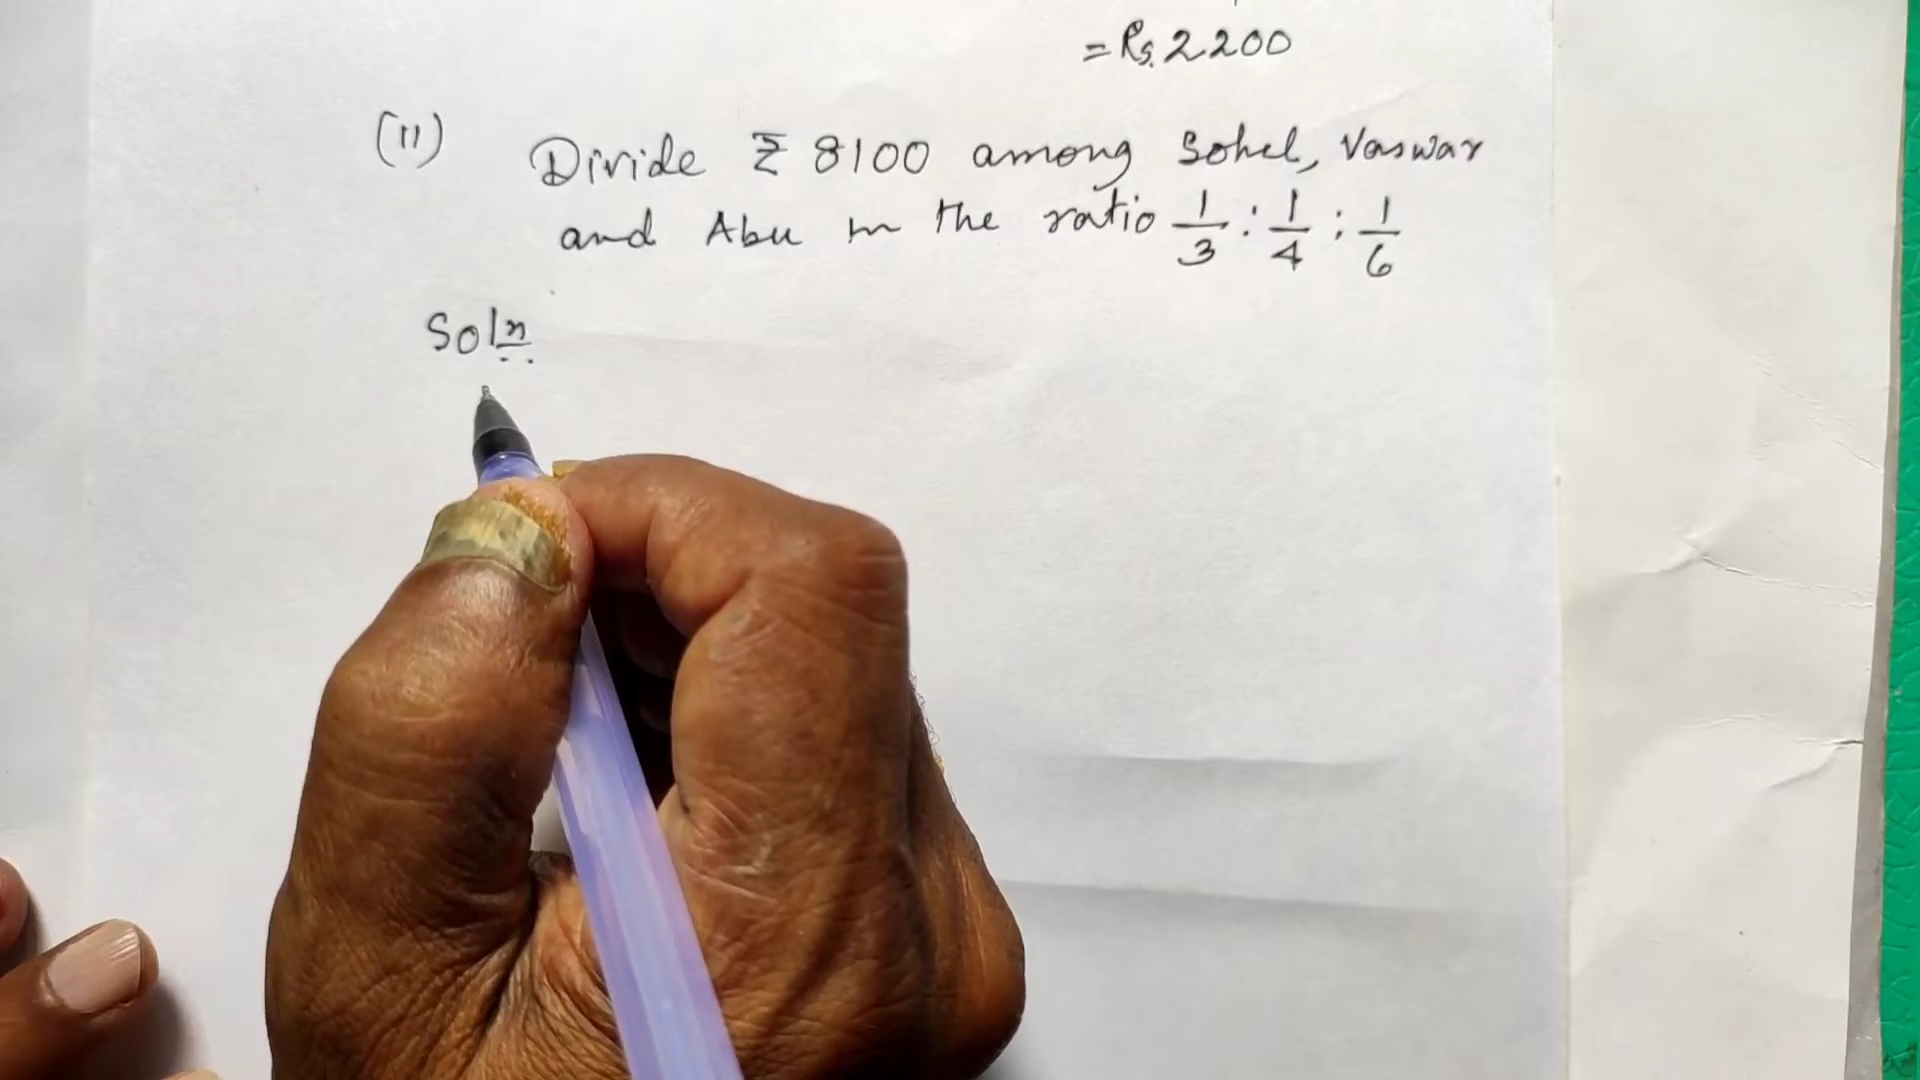 = Rs. 2200
(11) Divide ₹ 8100 among Sohel, Vaswar
and Abu in the ratio 1/3 : 1/4 : 1/6
Soln